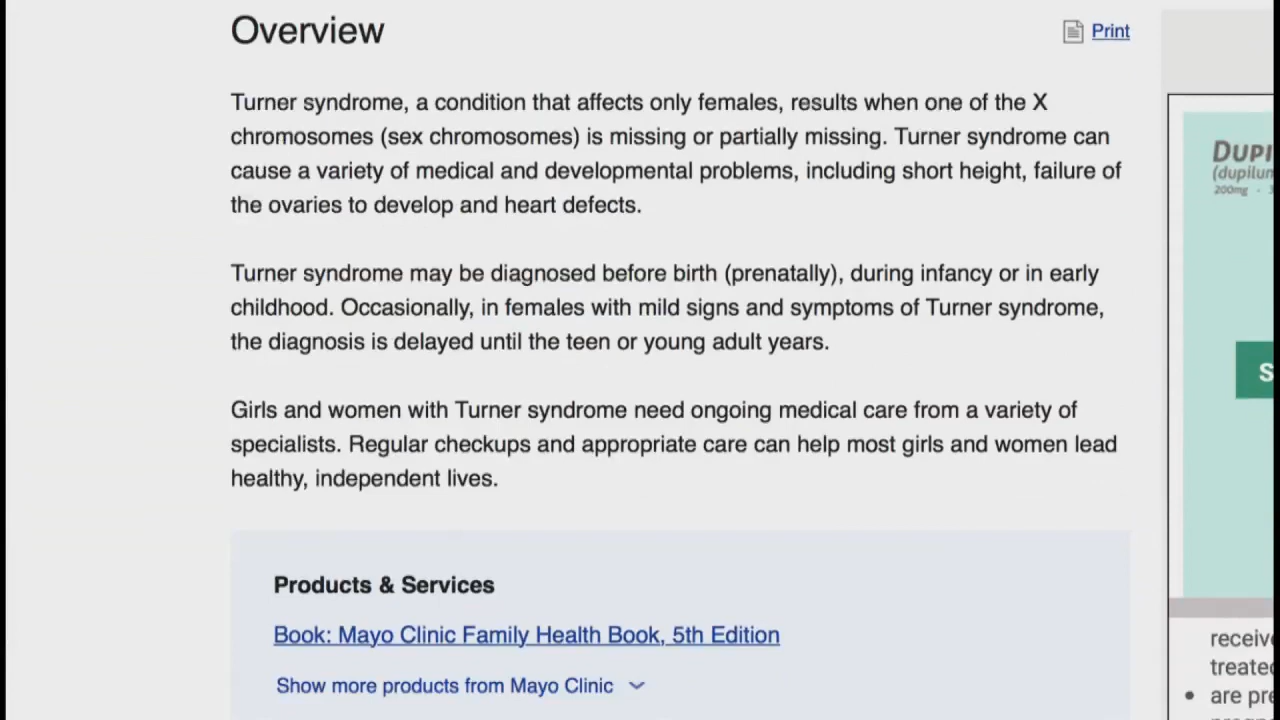 Overview
Print
Turner syndrome, a condition that affects only females, results when one of the X
chromosomes (sex chromosomes) is missing or partially missing. Turner syndrome can
cause a variety of medical and developmental problems, including short height, failure of
the ovaries to develop and heart defects.
Turner syndrome may be diagnosed before birth (prenatally), during infancy or in early
childhood. Occasionally, in females with mild signs and symptoms of Turner syndrome,
the diagnosis is delayed until the teen or young adult years.
Girls and women with Turner syndrome need ongoing medical care from a variety of
specialists. Regular checkups and appropriate care can help most girls and women lead
healthy, independent lives.
Products & Services
Book: Mayo Clinic Family Health Book, 5th Edition
Show more products from Mayo Clinic
200mg
are